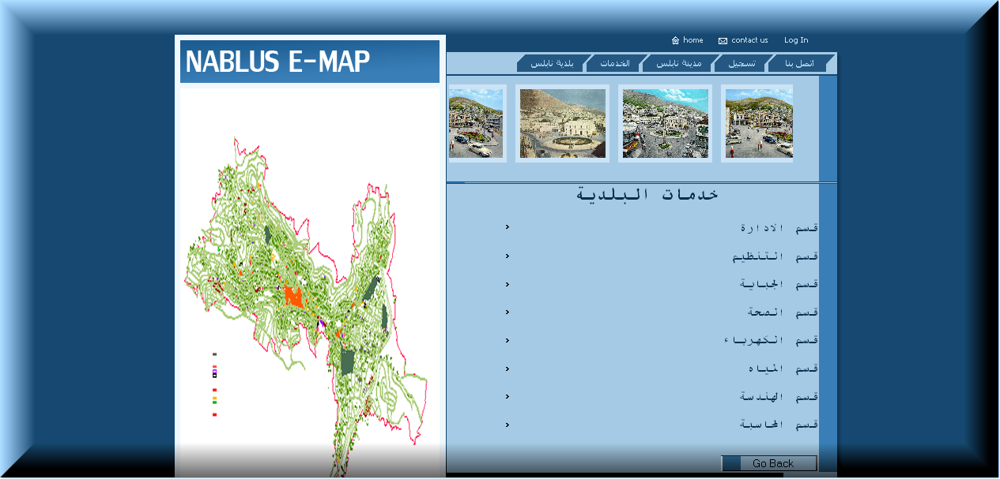 home contact us Log In
NABLUS E-MAP
اتصل بنا تسجيل مدينة نابلس الخدمات بلدية نابلس
خدمات البلدية
قسم الادارة
قسم التنظيم
قسم الجباية
قسم الصحة
قسم الكهرباء
قسم المياه
قسم الهندسة
قسم المحاسبة
Go Back